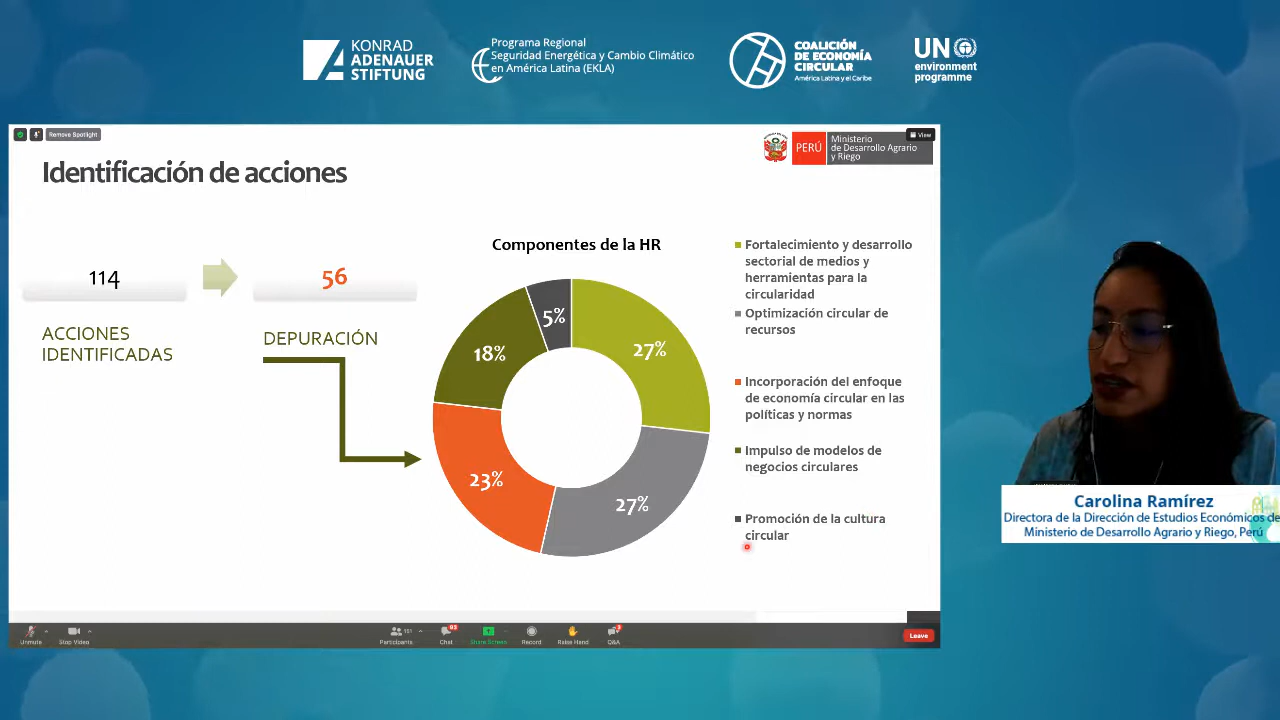 KONRAD
ADENAUER
STIFTUNG
Programa Regional
Seguridad Energética y Cambio Climático
en América Latina (EKLA)
COALICIÓN
DE ECONOMÍA
CIRCULAR
América Latina y el Caribe
UN
environment
programme
Remove Spotlight
View
PERÚ
Ministerio
de Desarrollo Agrario
y Riego
Identificación de acciones
114
56
ACCIONES
IDENTIFICADAS
DEPURACIÓN
Componentes de la HR
5%
27%
18%
23%
27%
Fortalecimiento y desarrollo
sectorial de medios y
herramientas para la
circularidad
Optimización circular de
recursos
Incorporación del enfoque
de economía circular en las
políticas y normas
Impulso de modelos de
negocios circulares
Promoción de la cultura
circular
Carolina Ramírez
Directora de la Dirección de Estudios Económicos de
Ministerio de Desarrollo Agrario y Riego, Perú
Unmute
Stop Video
Participants
Chat
Share Screen
Record
Raise Hand
Q&A
Leave